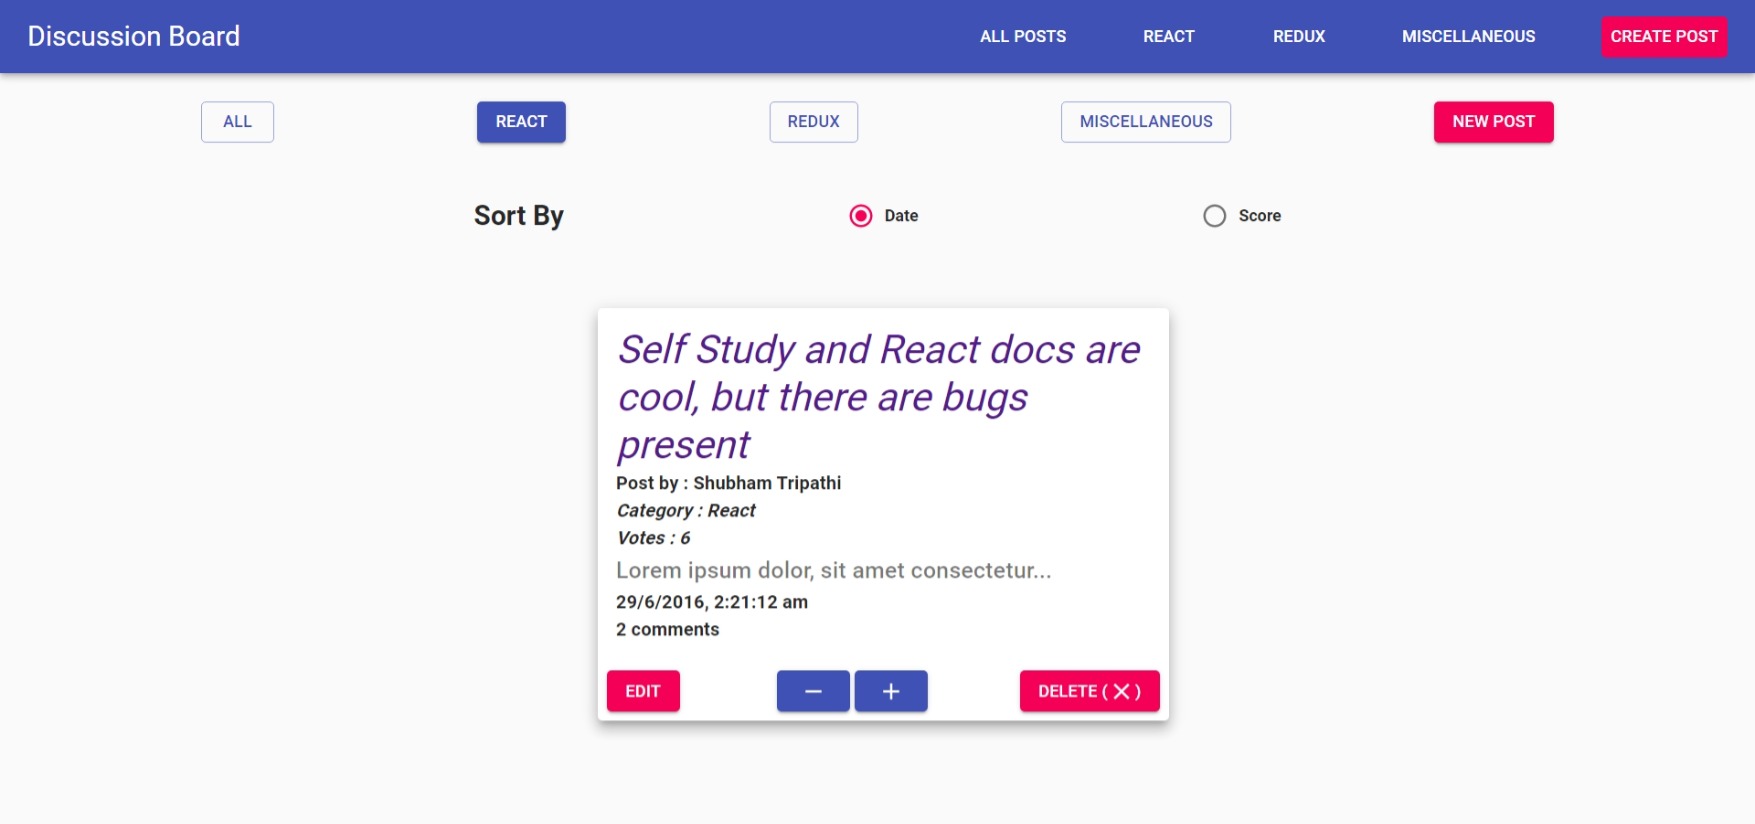 Discussion Board
ALL POSTS
REACT
REDUX
MISCELLANEOUS
CREATE POST
ALL
REACT
REDUX
MISCELLANEOUS
NEW POST
Sort By
Date
Score
Self Study and React docs are
cool, but there are bugs
present
Post by : Shubham Tripathi
Category : React
Votes : 6
Lorem ipsum dolor, sit amet consectetur...
29/6/2016, 2:21:12 am
2 comments
EDIT
−
+
DELETE ( ✕ )